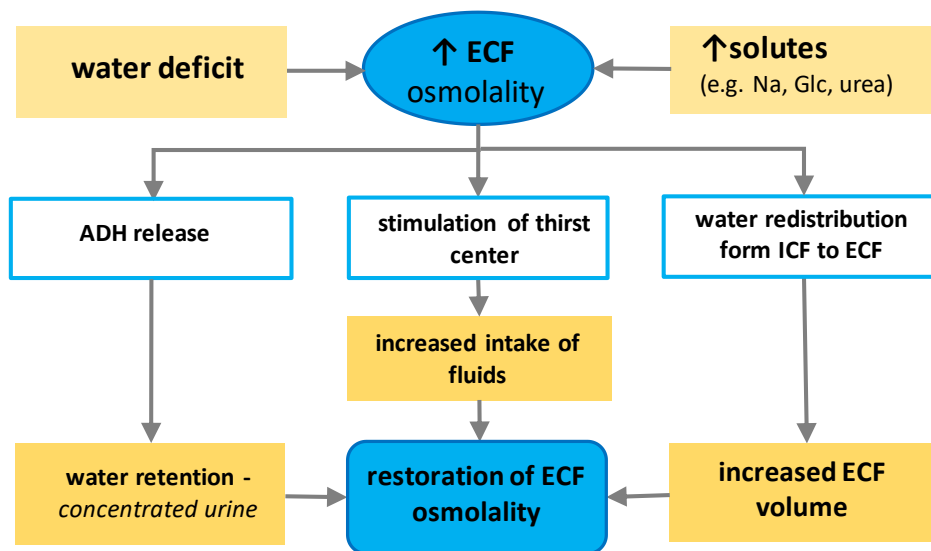 water deficit
↑ ECF
osmolality
↑solutes
(e.g. Na, Glc, urea)
ADH release
stimulation of thirst
center
water redistribution
form ICF to ECF
increased intake of
fluids
water retention -
concentrated urine
restoration of ECF
osmolality
increased ECF
volume